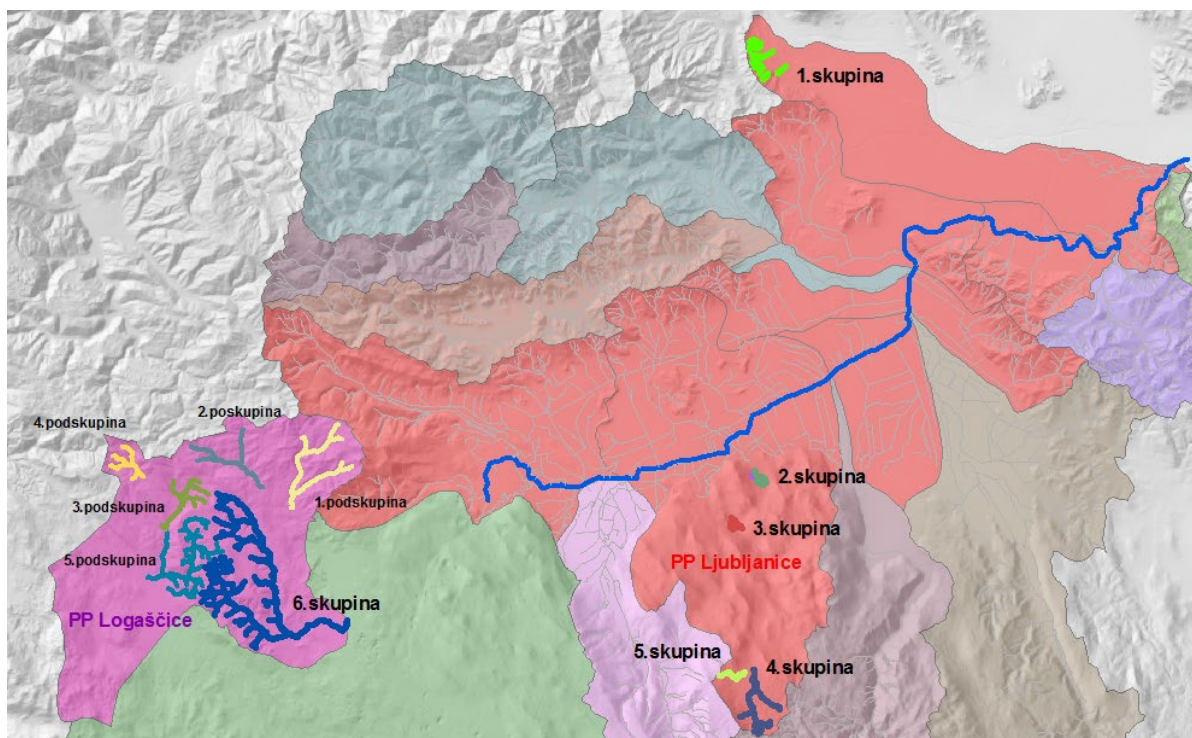 1.skupina
2.poskupina
4.podskupina
2.skupina
1.podskupina
3.podskupina
3.skupina
5.podskupina
PP Ljubljanice
6.skupina
PP Logaščice
5.skupina
4.skupina